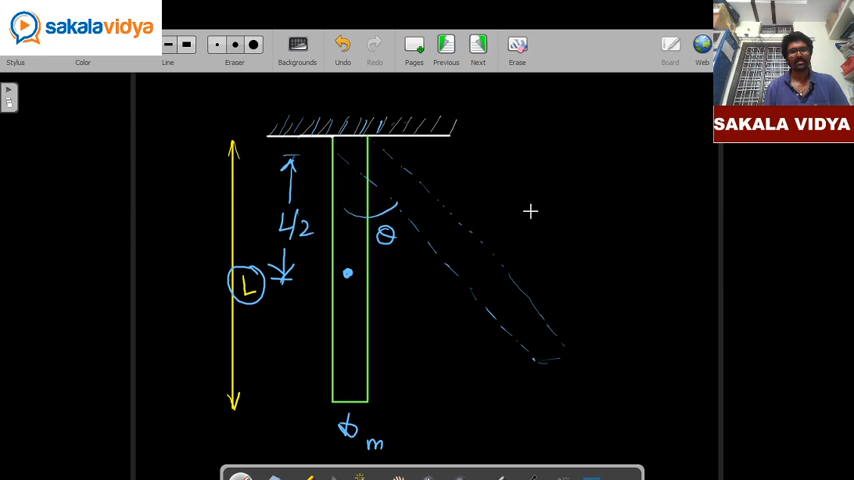 sakalavidya
Stylus Color Line Eraser Backgrounds Undo Redo Pages Previous Next Erase Board Web
SAKALA VIDYA
L/2
θ
L
m